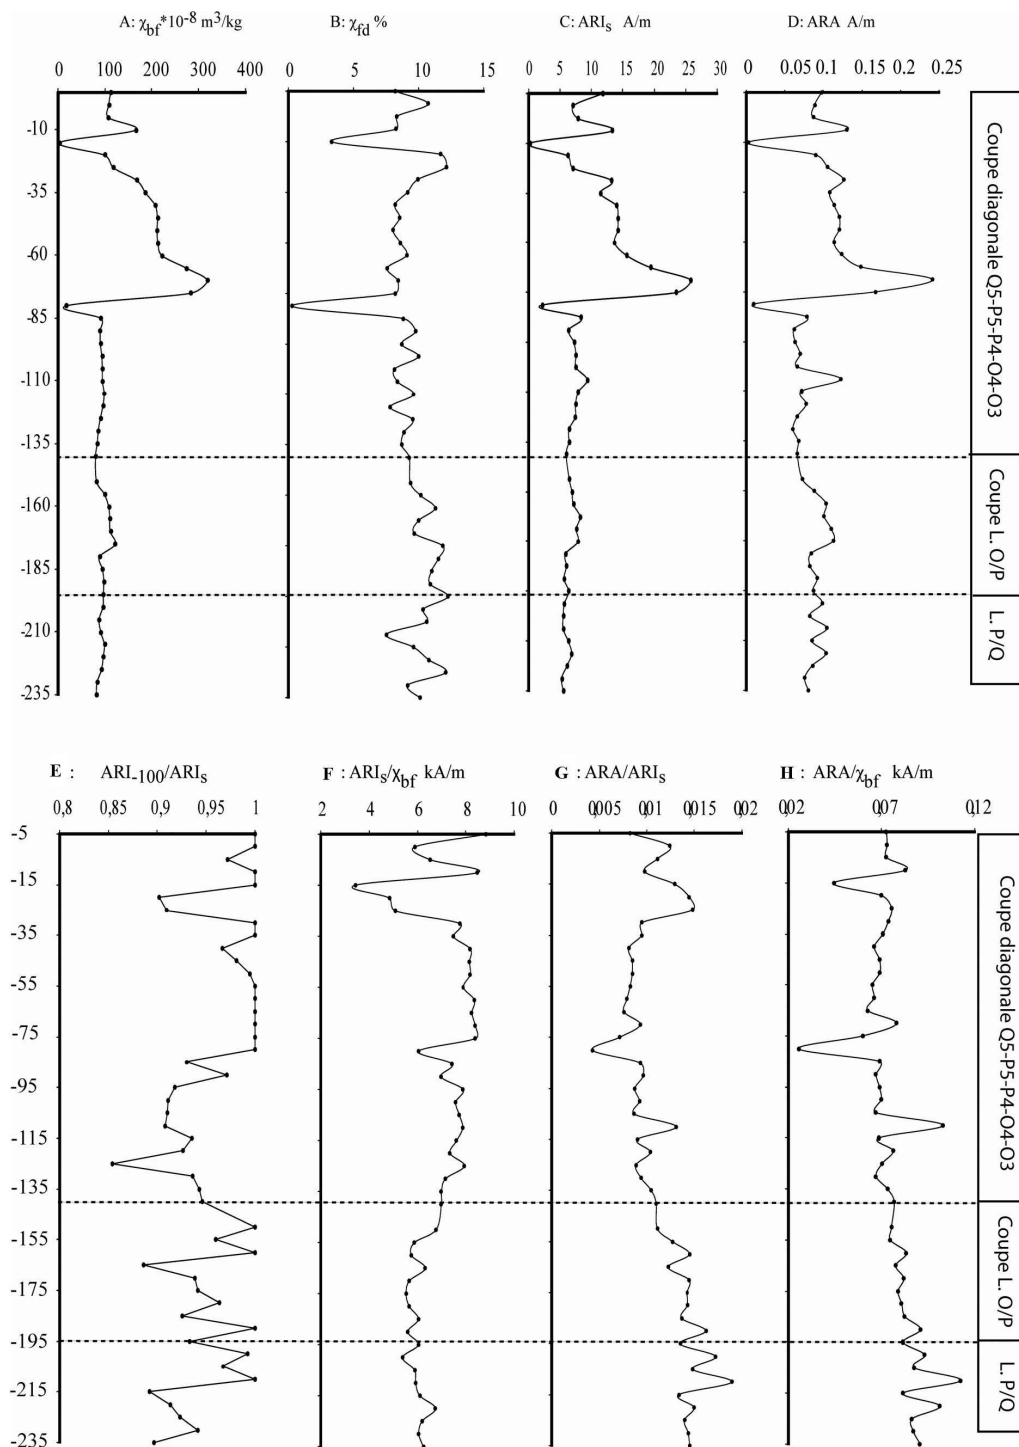 A: χbf*10-8 m3/kg B: χfd % C: ARIs A/m D: ARA A/m
0 100 200 300 400 0 5 10 15 0 5 10 15 20 25 30 0 0.05 0.1 0.2 0.25
-10
-35
-60
-85
-110
-135
-160
-185
-210
-235
Coupe diagonale Q5-P5-P4-O4-O3
Coupe L. O/P
L. P/Q
E : ARI-100/ARIs F : ARIs/χbf kA/m G : ARA/ARIs H : ARA/χbf kA/m
0,8 0,85 0,9 0,95 1 2 4 6 8 10 0 0,005 0,01 0,015 0,02 0,02 0,07 0,12
-5
-15
-35
-55
-75
-95
-115
-135
-155
-175
-195
-215
-235
Coupe diagonale Q5-P5-P4-O4-O3
Coupe L. O/P
L. P/Q